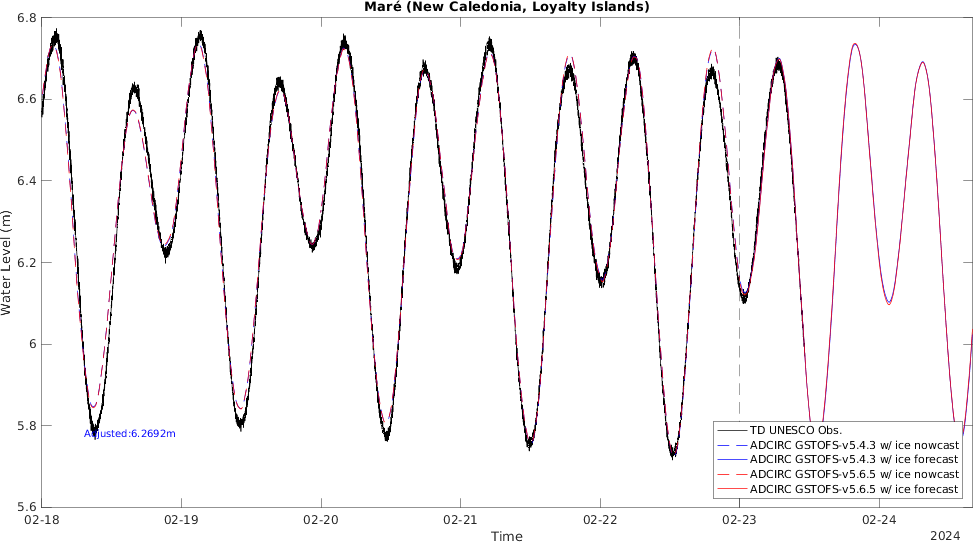 Maré (New Caledonia, Loyalty Islands)
6.8
6.6
6.4
6.2
6
5.8
5.6
Water Level (m)
Adjusted:6.2692m
TD UNESCO Obs.
ADCIRC GSTOFS-v5.4.3 w/ ice nowcast
ADCIRC GSTOFS-v5.4.3 w/ ice forecast
ADCIRC GSTOFS-v5.6.5 w/ ice nowcast
ADCIRC GSTOFS-v5.6.5 w/ ice forecast
02-18 02-19 02-20 02-21 02-22 02-23 02-24
Time
2024